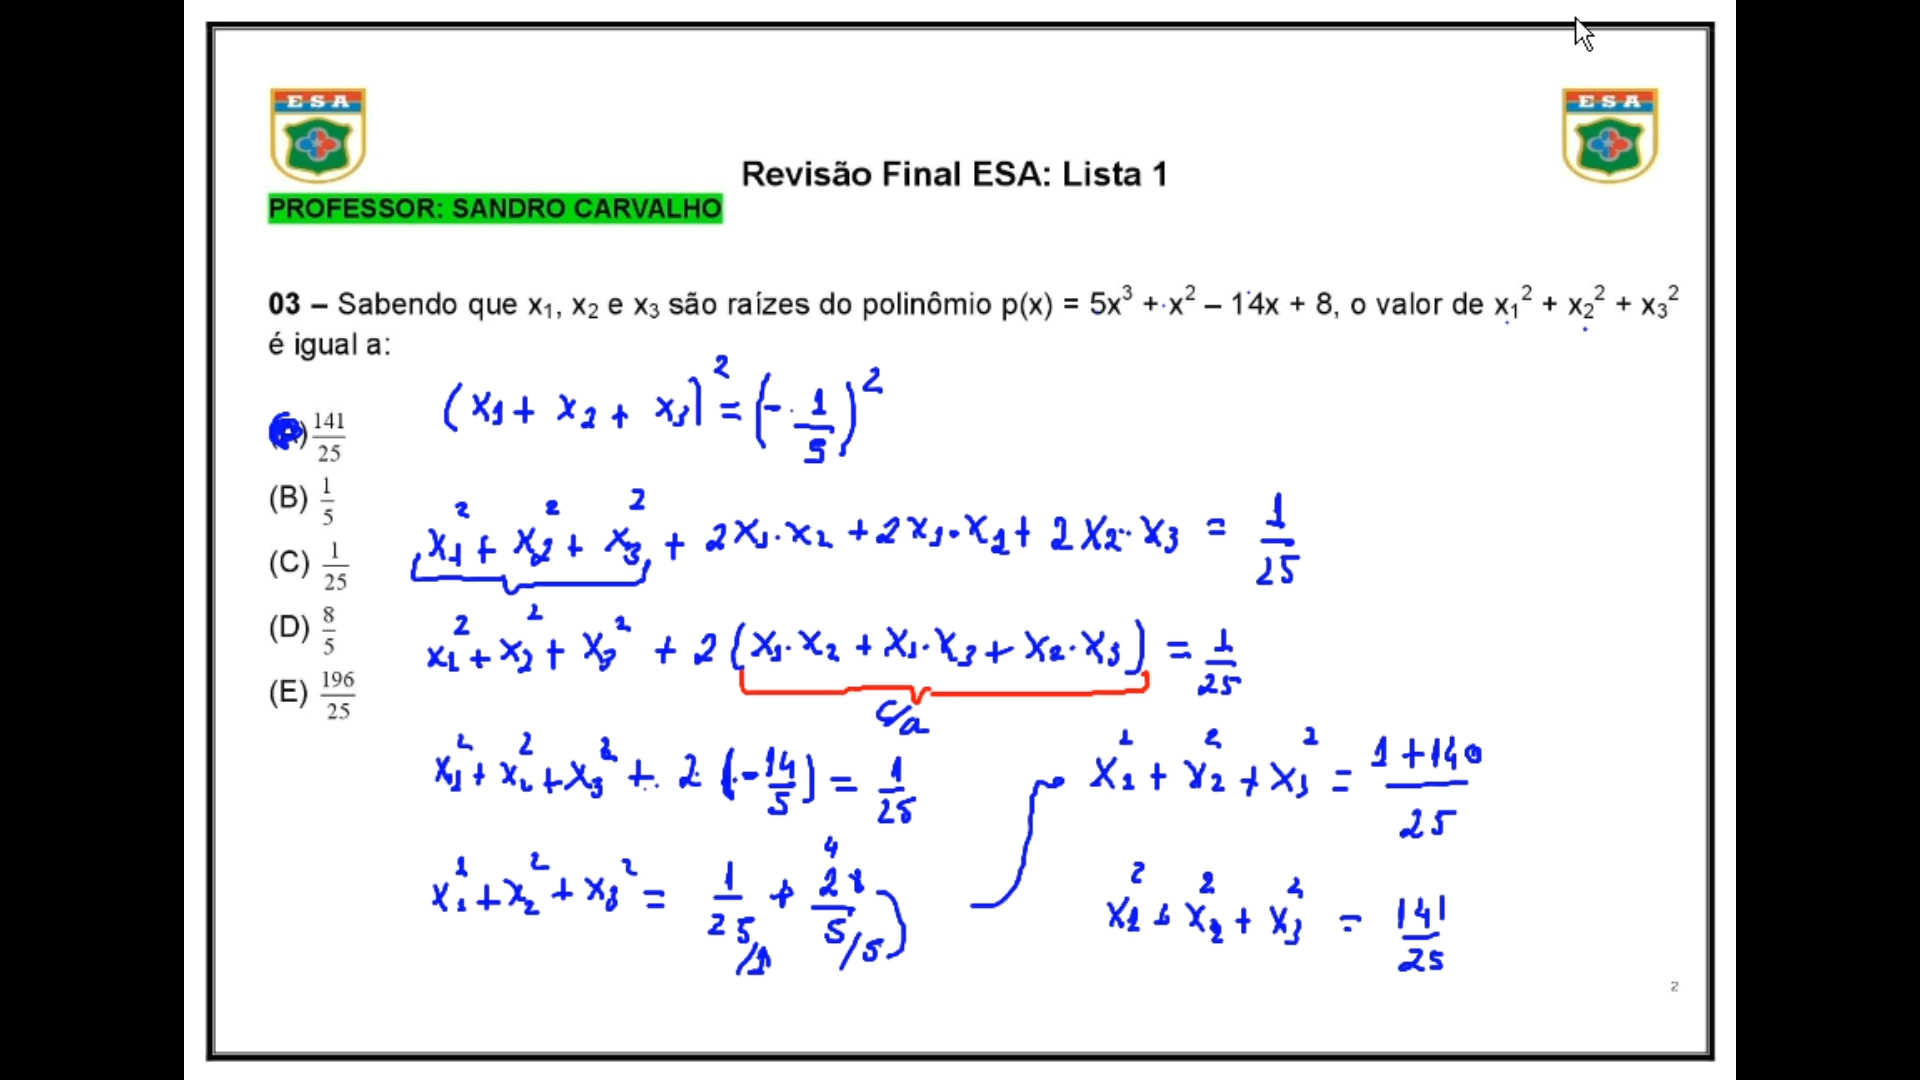 ESA
ESA
Revisão Final ESA: Lista 1
PROFESSOR: SANDRO CARVALHO
03 – Sabendo que x₁, x₂ e x₃ são raízes do polinômio p(x) = 5x³ + x² – 14x + 8, o valor de x₁² + x₂² + x₃²
é igual a:
) 141/25
(B) 1/5
(C) 1/25
(D) 8/5
(E) 196/25
(x₁ + x₂ + x₃)² = (- 1/5)²
x₁² + x₂² + x₃² + 2x₁·x₂ + 2x₁·x₂ + 2x₂·x₃ = 1/25
x₁² + x₂² + x₃² + 2(x₁·x₂ + x₁·x₃ + x₂·x₃) = 1/25
c/a
x₁² + x₂² + x₃² + 2(-14/5) = 1/25
x₁² + x₂² + x₃² = 1/25 /1 + 28/5 /5
4
x₁² + x₂² + x₃² = 1+140/25
x₁² + x₂² + x₃² = 141/25
2